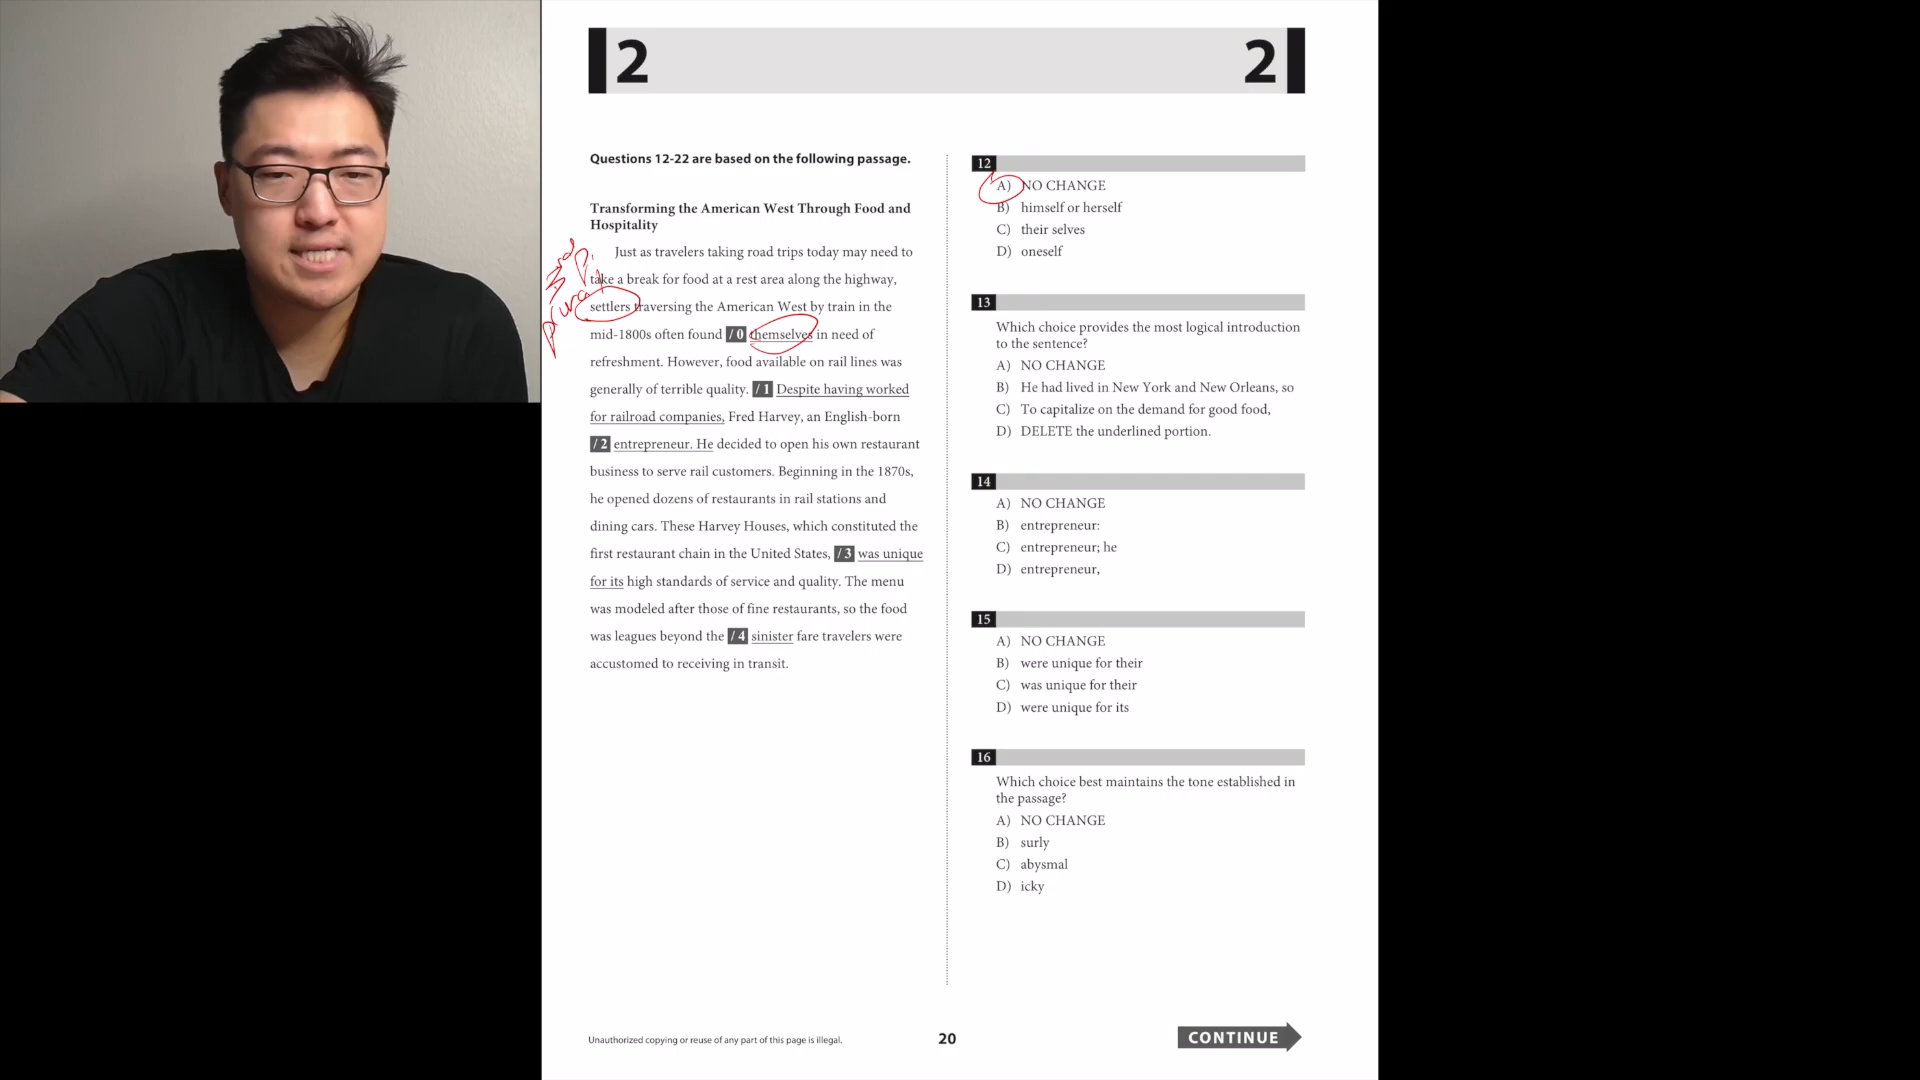 2
2
Questions 12-22 are based on the following passage.
Transforming the American West Through Food and
Hospitality
Just as travelers taking road trips today may need to
take a break for food at a rest area along the highway,
settlers traversing the American West by train in the
mid-1800s often found / 0 themselves in need of
refreshment. However, food available on rail lines was
generally of terrible quality. / 1 Despite having worked
for railroad companies, Fred Harvey, an English-born
/ 2 entrepreneur. He decided to open his own restaurant
business to serve rail customers. Beginning in the 1870s,
he opened dozens of restaurants in rail stations and
dining cars. These Harvey Houses, which constituted the
first restaurant chain in the United States, / 3 was unique
for its high standards of service and quality. The menu
was modeled after those of fine restaurants, so the food
was leagues beyond the / 4 sinister fare travelers were
accustomed to receiving in transit.
3rd p.
plural
12
A) NO CHANGE
B) himself or herself
C) their selves
D) oneself
13
Which choice provides the most logical introduction
to the sentence?
A) NO CHANGE
B) He had lived in New York and New Orleans, so
C) To capitalize on the demand for good food,
D) DELETE the underlined portion.
14
A) NO CHANGE
B) entrepreneur:
C) entrepreneur; he
D) entrepreneur,
15
A) NO CHANGE
B) were unique for their
C) was unique for their
D) were unique for its
16
Which choice best maintains the tone established in
the passage?
A) NO CHANGE
B) surly
C) abysmal
D) icky
Unauthorized copying or reuse of any part of this page is illegal.
20
CONTINUE